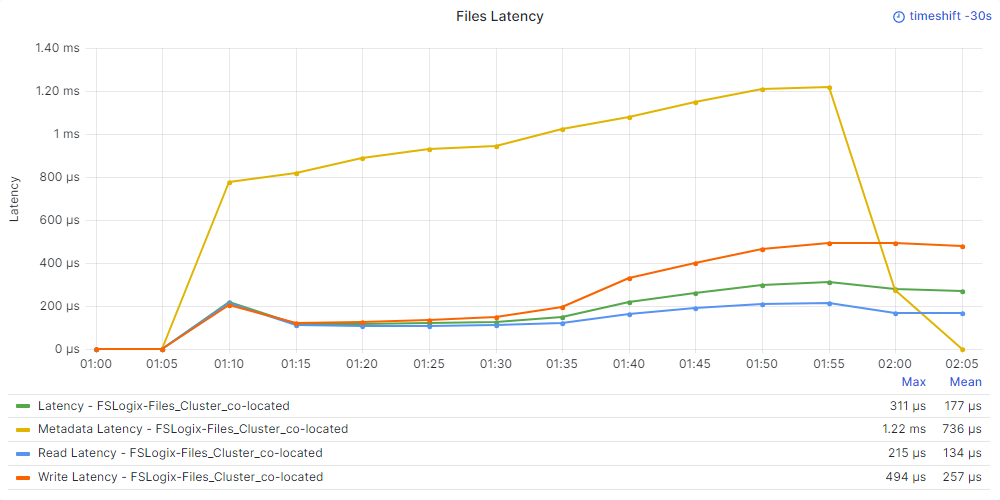 Files Latency
timeshift -30s
Latency
1.40 ms
1.20 ms
1 ms
800 µs
600 µs
400 µs
200 µs
0 µs
01:00 01:05 01:10 01:15 01:20 01:25 01:30 01:35 01:40 01:45 01:50 01:55 02:00 02:05
Max Mean
Latency - FSLogix-Files_Cluster_co-located 311 µs 177 µs
Metadata Latency - FSLogix-Files_Cluster_co-located 1.22 ms 736 µs
Read Latency - FSLogix-Files_Cluster_co-located 215 µs 134 µs
Write Latency - FSLogix-Files_Cluster_co-located 494 µs 257 µs